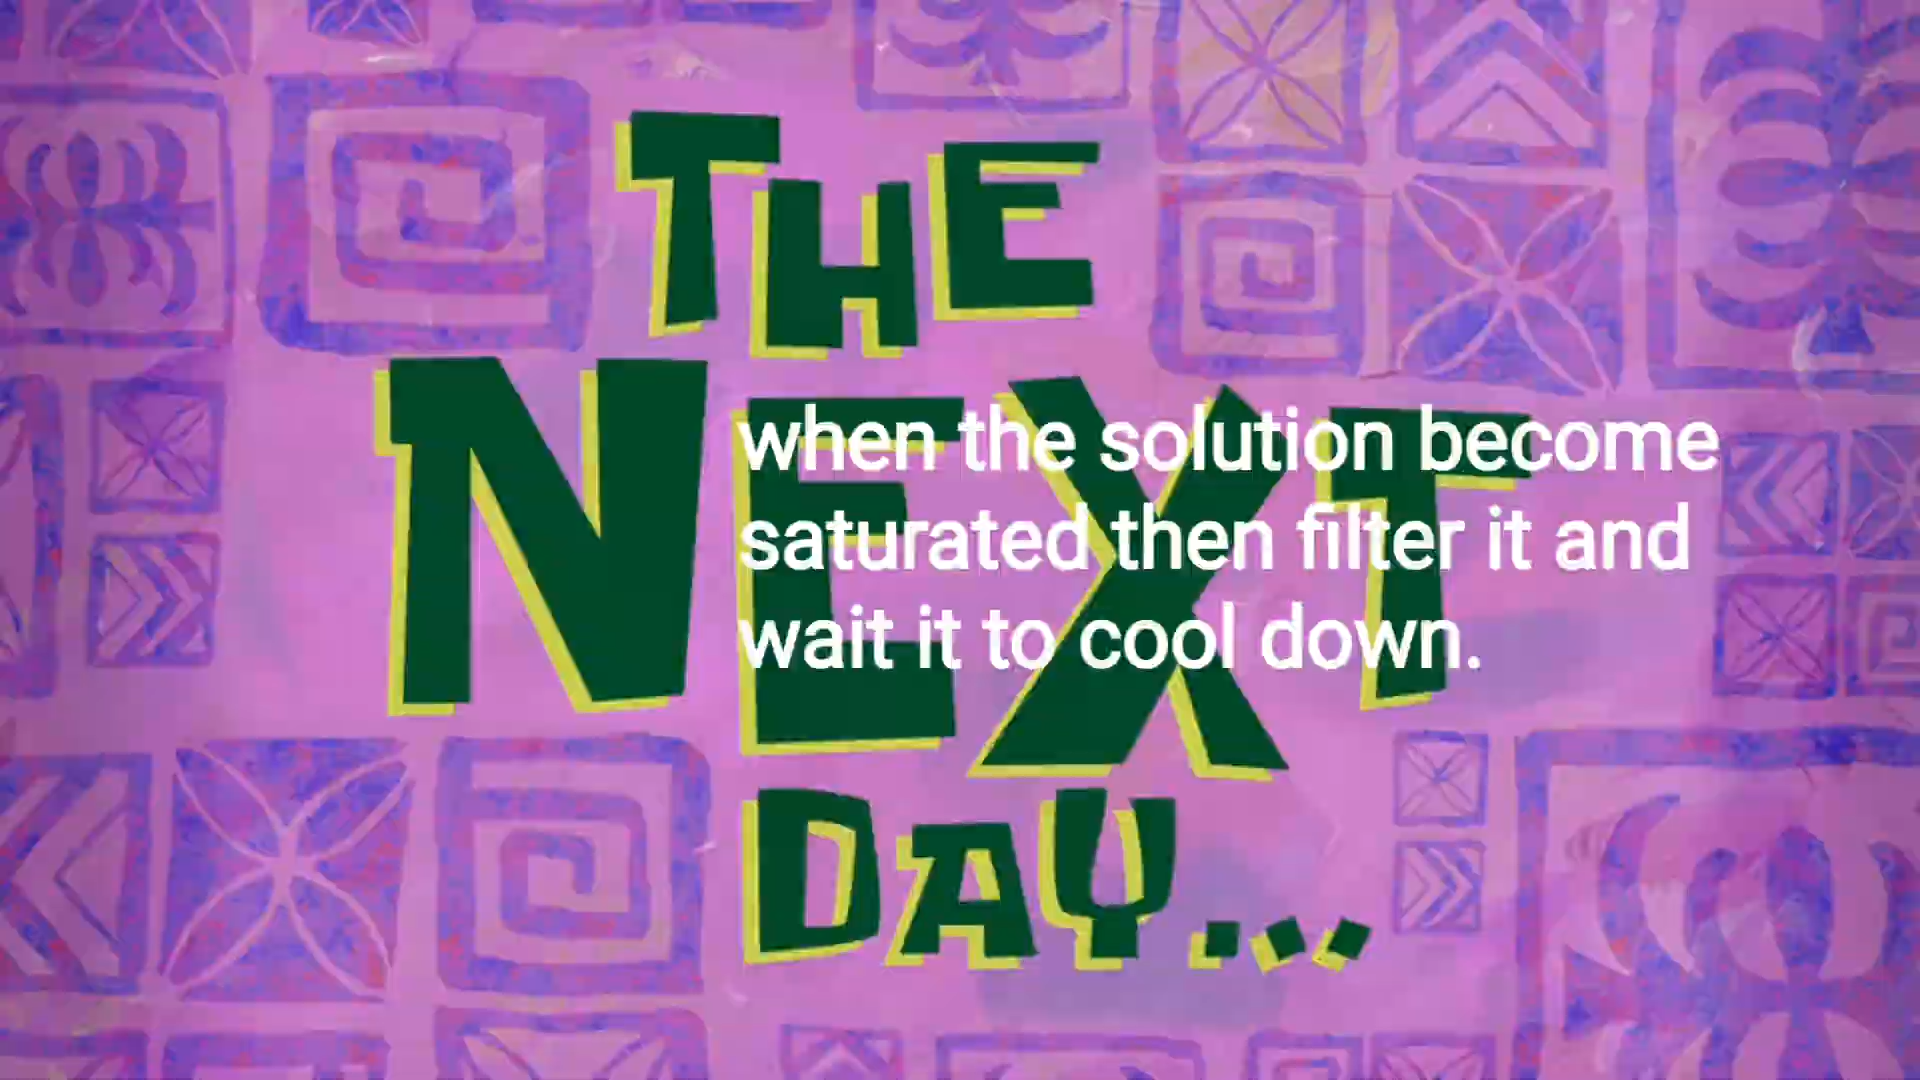 THE
NEXT
DAY...
when the solution become
saturated then filter it and
wait it to cool down.